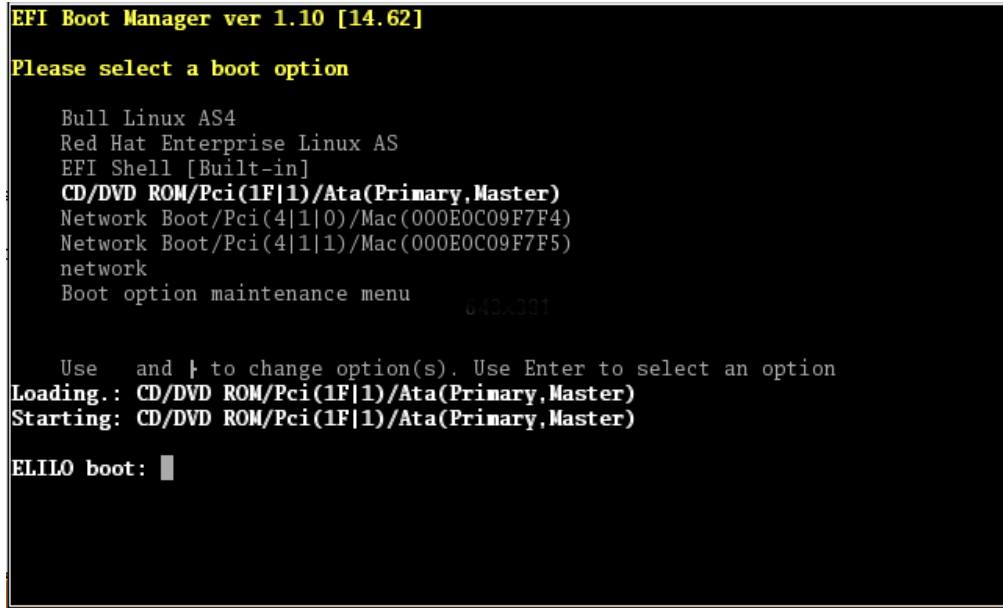 EFI Boot Manager ver 1.10 [14.62]
Please select a boot option
Bull Linux AS4
Red Hat Enterprise Linux AS
EFI Shell [Built-in]
CD/DVD ROM/Pci(1F|1)/Ata(Primary,Master)
Network Boot/Pci(4|1|0)/Mac(000E0C09F7F4)
Network Boot/Pci(4|1|1)/Mac(000E0C09F7F5)
network
Boot option maintenance menu
643x391
Use and to change option(s). Use Enter to select an option
Loading.: CD/DVD ROM/Pci(1F|1)/Ata(Primary,Master)
Starting: CD/DVD ROM/Pci(1F|1)/Ata(Primary,Master)
ELILO boot: